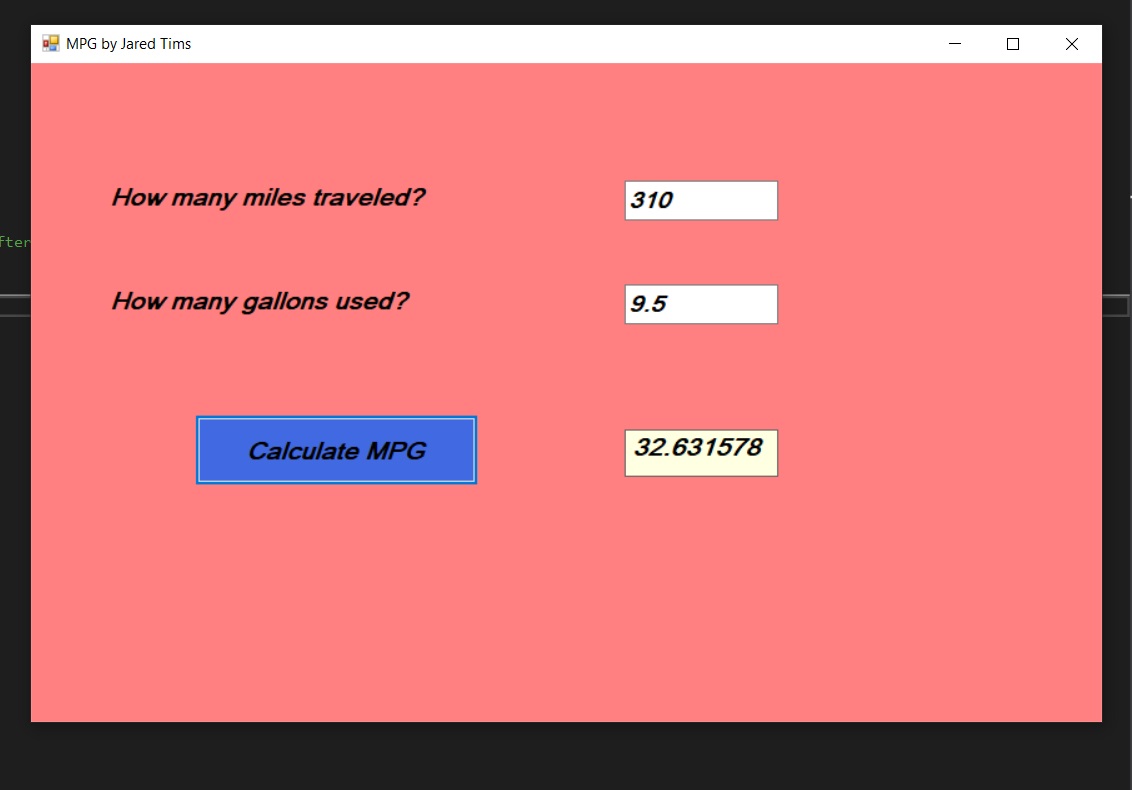 MPG by Jared Tims
How many miles traveled?
310
fter
How many gallons used?
9.5
Calculate MPG
32.631578